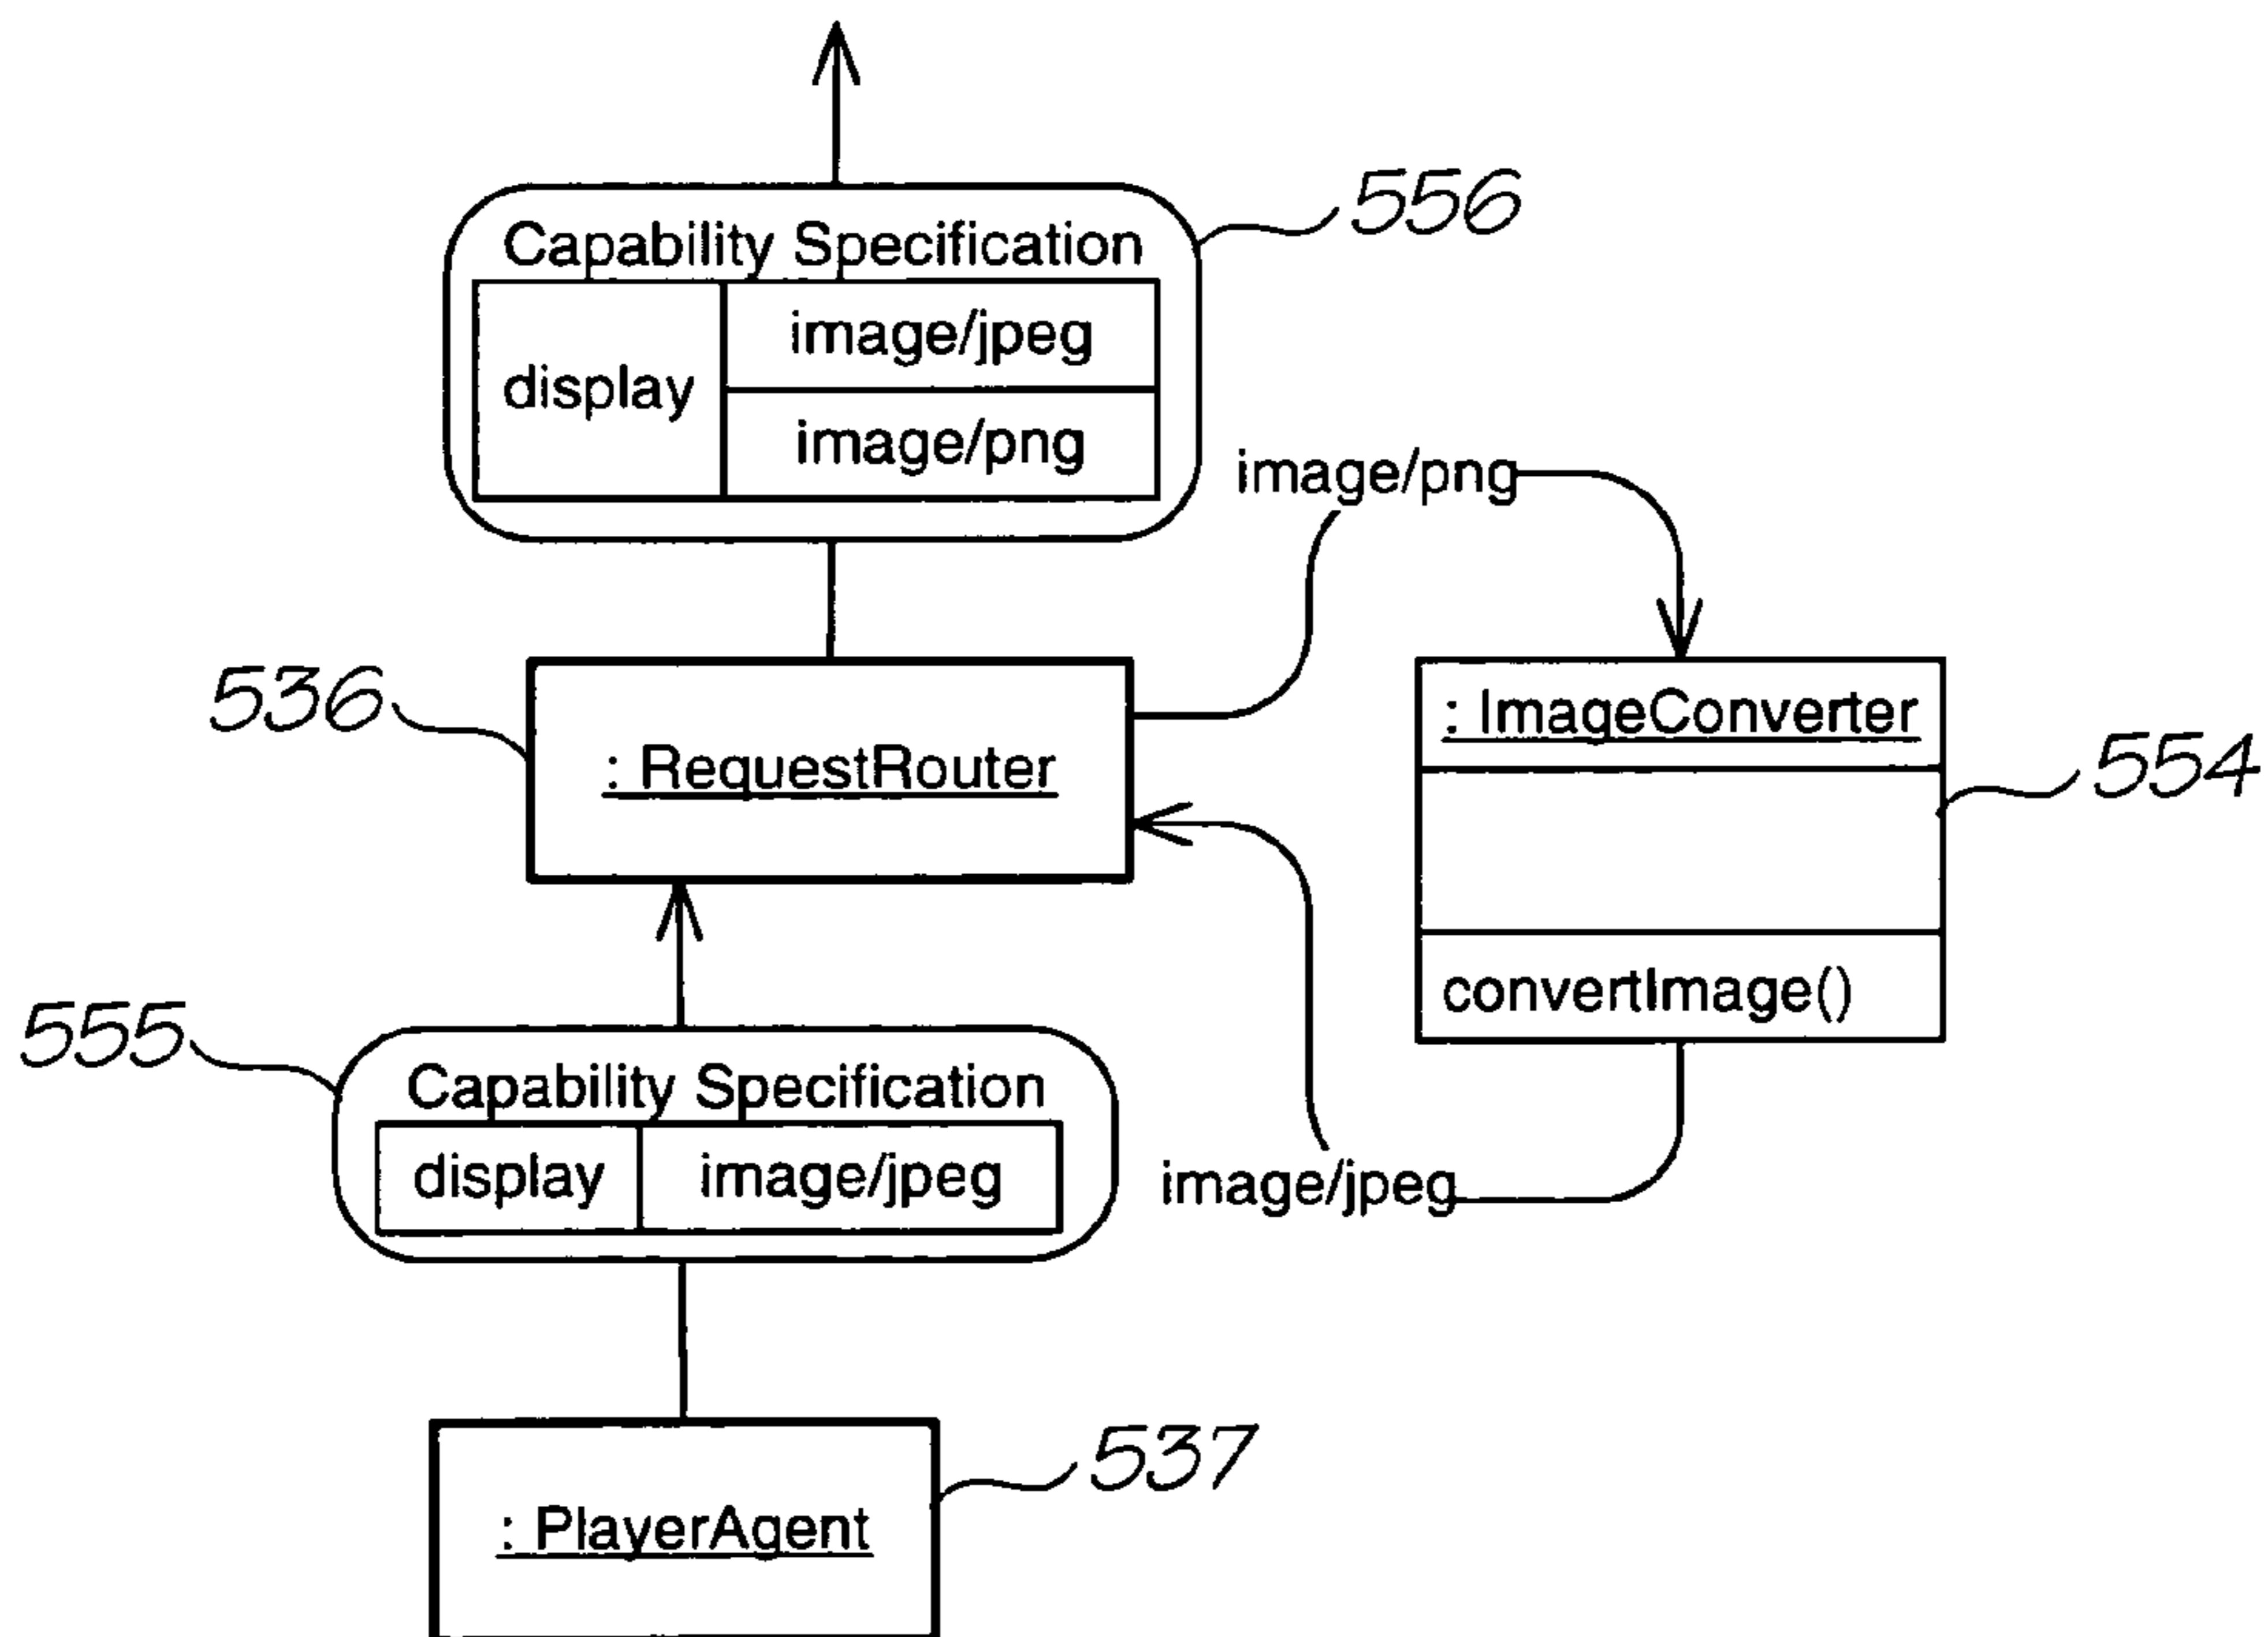 Capability Specification
556
display
image/jpeg
image/png
image/png
536
: RequestRouter
: ImageConverter
554
convertImage()
555
Capability Specification
display
image/jpeg
image/jpeg
: PlayerAgent
537